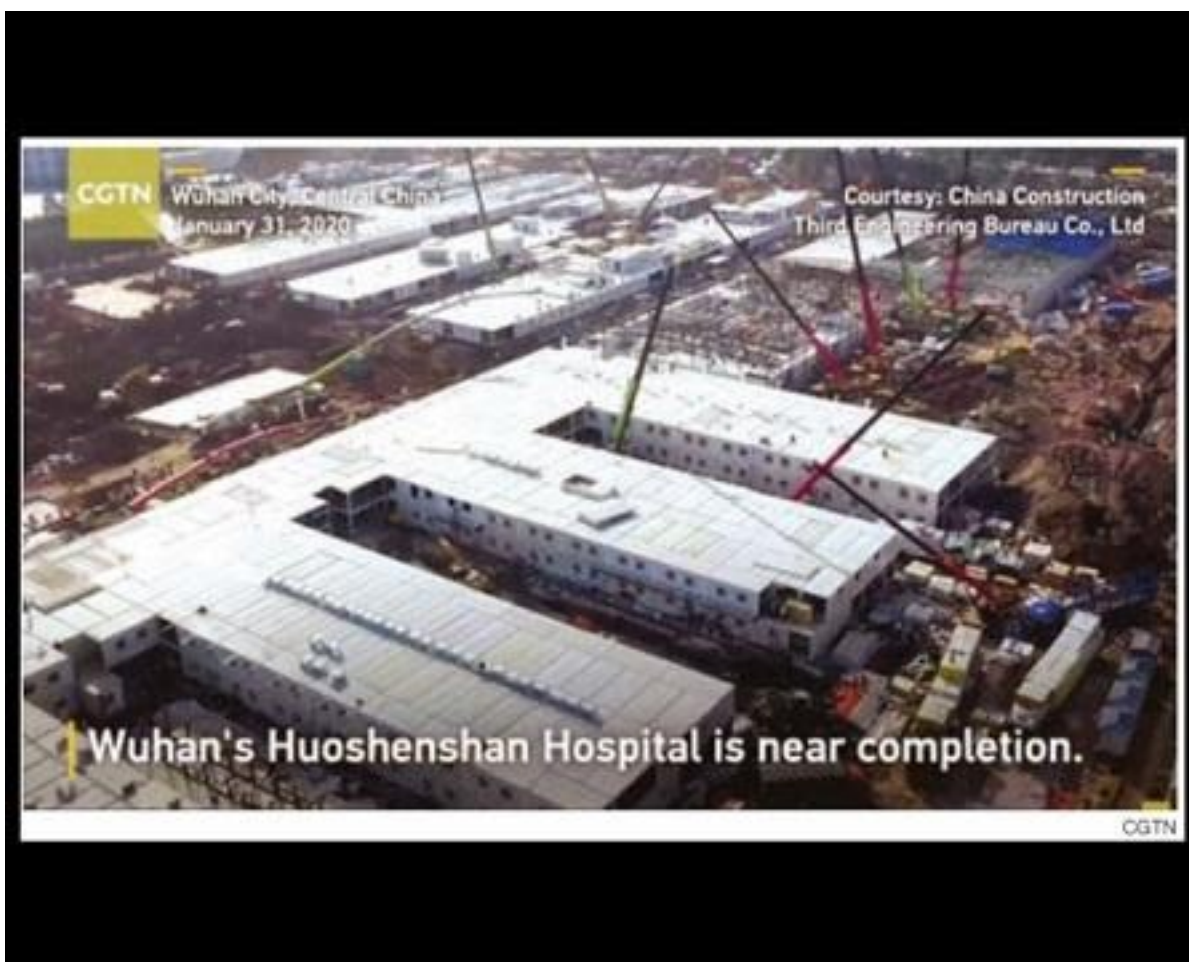 CGTN
Wuhan City, Central China
January 31, 2020
Courtesy: China Construction
Third Engineering Bureau Co., Ltd
Wuhan's Huoshenshan Hospital is near completion.
CGTN